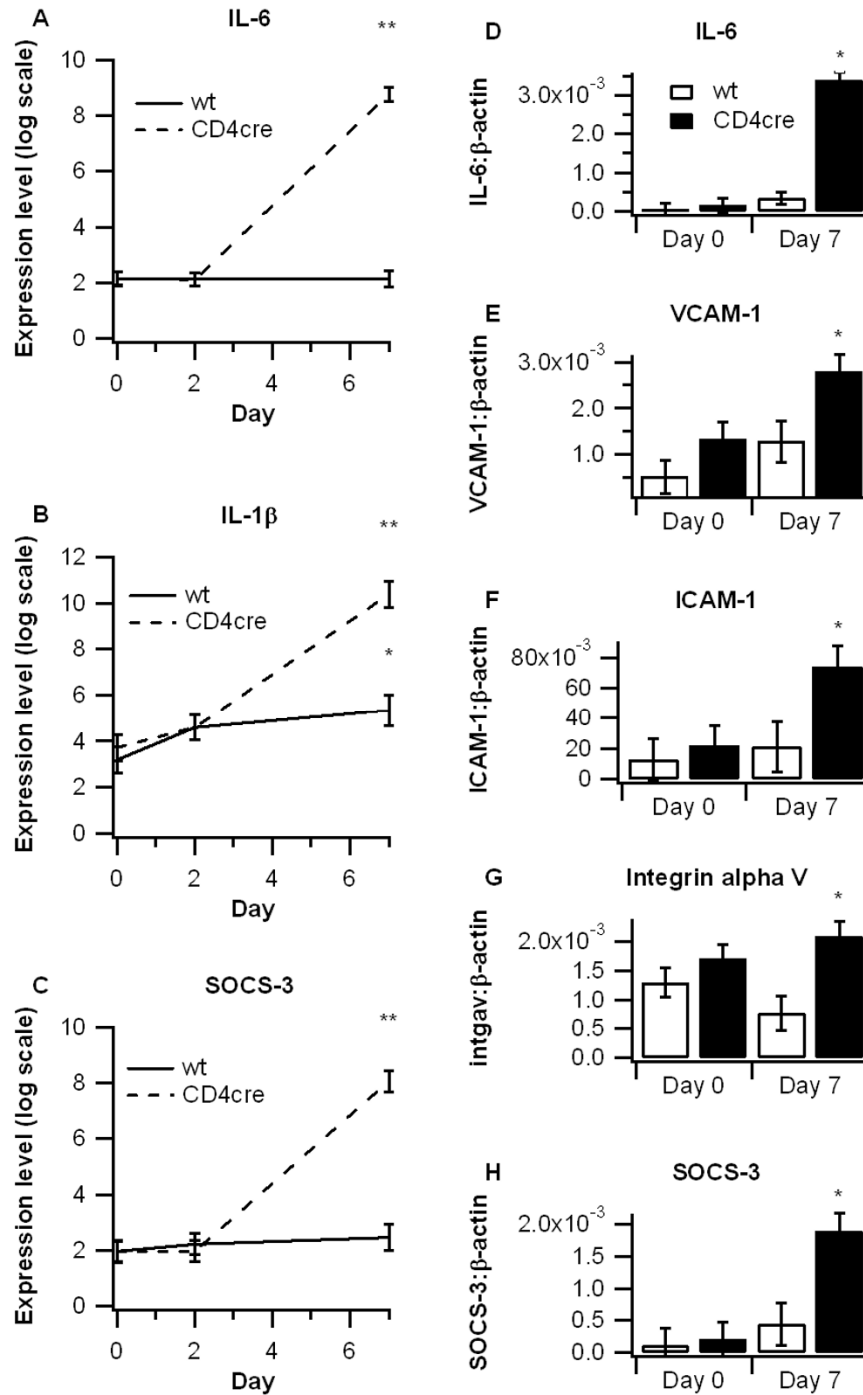 A
IL-6
**
Expression level (log scale)
10
8
6
4
2
0
wt
CD4cre
0
2
4
6
Day
B
IL-1β
**
*
Expression level (log scale)
12
10
8
6
4
2
0
wt
CD4cre
0
2
4
6
Day
C
SOCS-3
**
Expression level (log scale)
10
8
6
4
2
0
wt
CD4cre
0
2
4
6
Day
D
IL-6
*
IL-6:β-actin
3.0x10⁻³
2.0
1.0
0.0
wt
CD4cre
Day 0
Day 7
E
VCAM-1
*
VCAM-1:β-actin
3.0x10⁻³
2.0
1.0
Day 0
Day 7
F
ICAM-1
*
ICAM-1:β-actin
80x10⁻³
60
40
20
0
Day 0
Day 7
G
Integrin alpha V
*
intgav:β-actin
2.0x10⁻³
1.5
1.0
0.5
0.0
Day 0
Day 7
H
SOCS-3
*
SOCS-3:β-actin
2.0x10⁻³
1.5
1.0
0.5
0.0
Day 0
Day 7